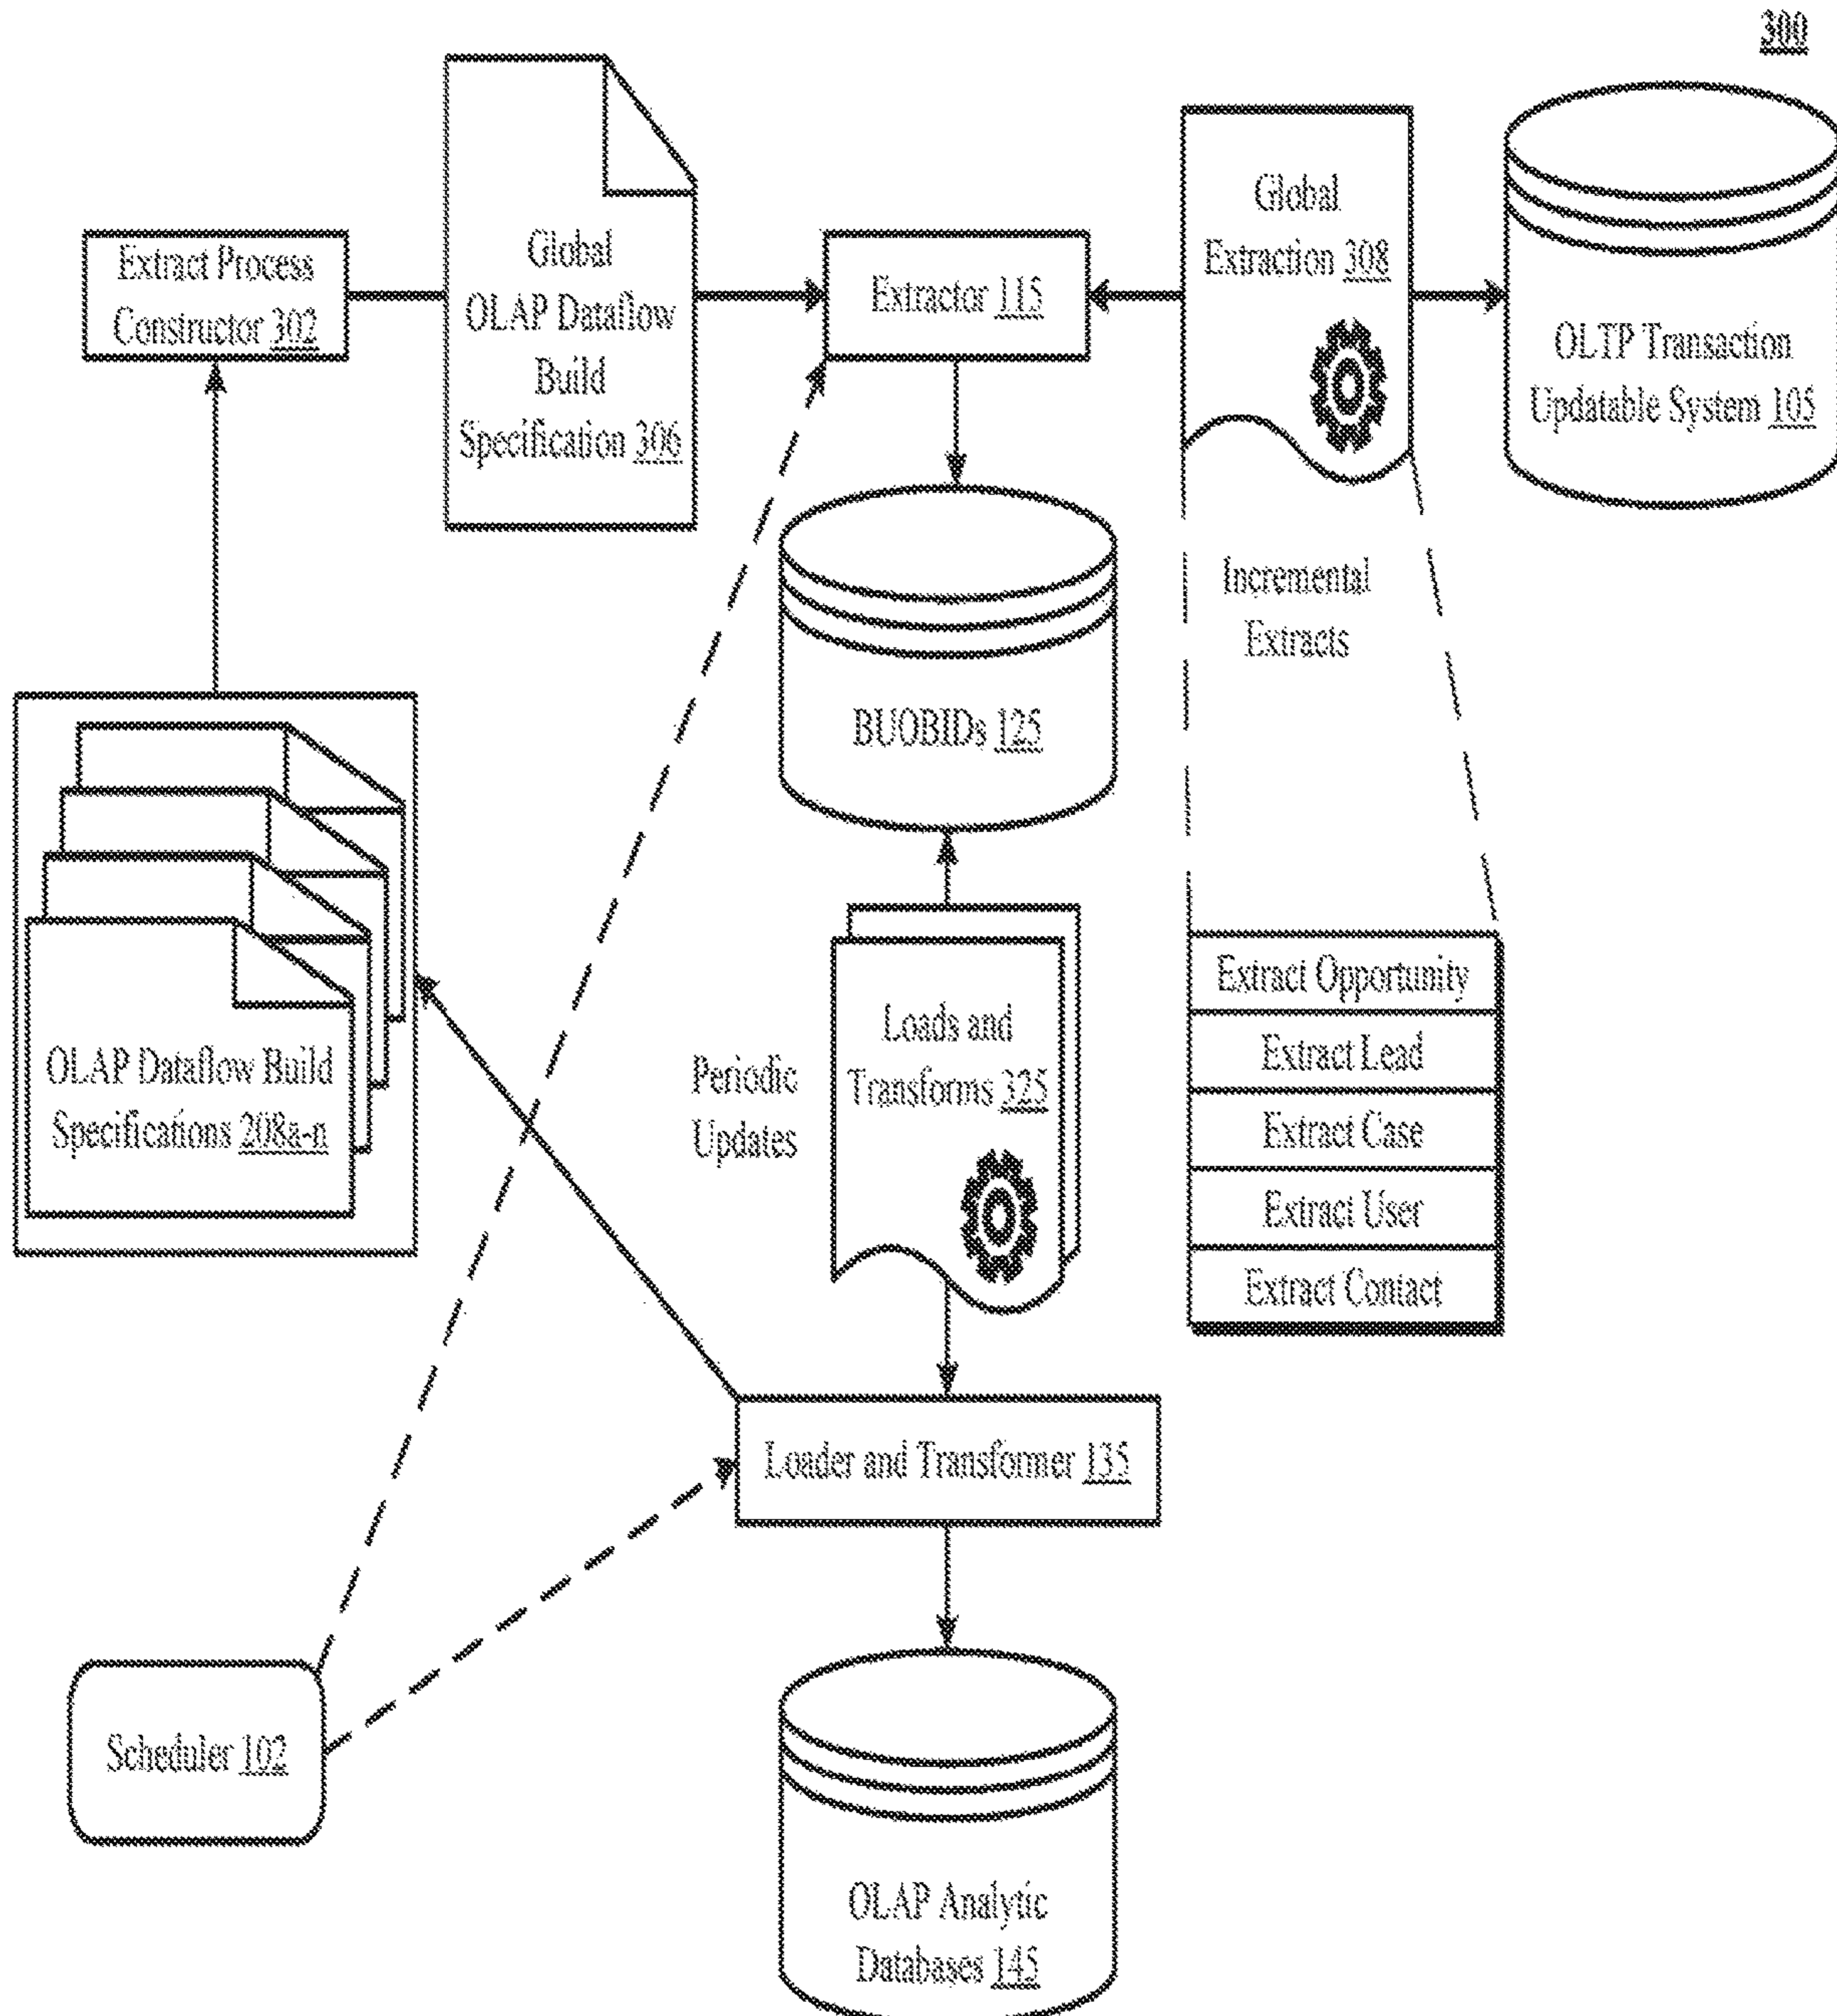 300
Extract Process
Constructor 302
Global
OLAP Dataflow
Build
Specification 306
Extractor 115
Global
Extraction 308
OLTP Transaction
Updatable System 105
Incremental
Extracts
BUOBIDs 125
OLAP Dataflow Build
Specifications 208a-n
Periodic
Updates
Loads and
Transforms 325
Extract Opportunity
Extract Lead
Extract Case
Extract User
Extract Contact
Loader and Transformer 135
Scheduler 102
OLAP Analytic
Databases 145